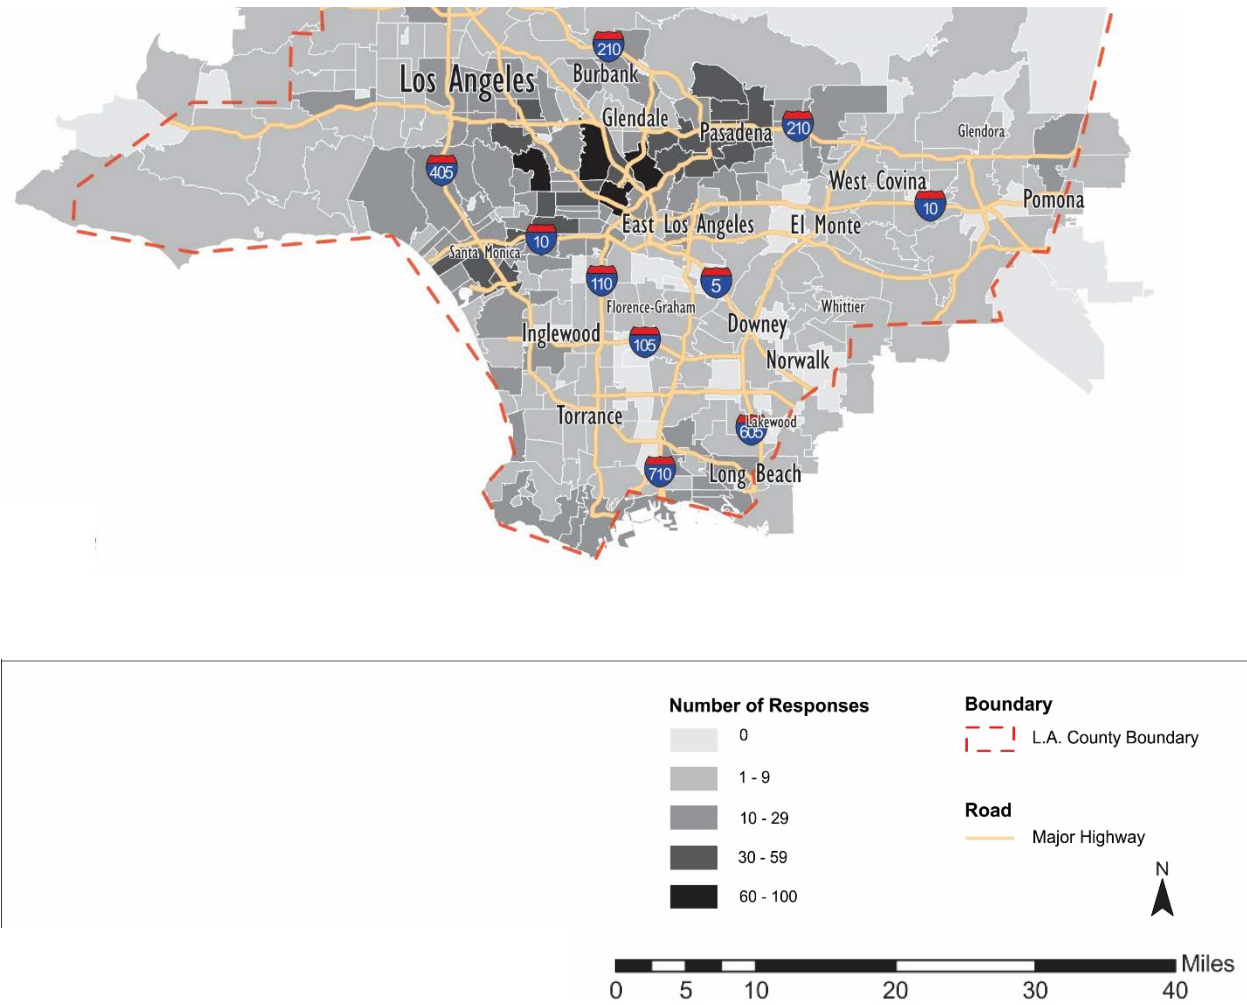 210
Burbank
Los Angeles
Glendale
Pasadena
210
Glendora
405
West Covina
10
Pomona
East Los Angeles
El Monte
10
Santa Monica
110
5
Florence-Graham
Whittier
Downey
Inglewood
105
Norwalk
Torrance
Lakewood
605
710
Long Beach
Number of Responses
0
1 - 9
10 - 29
30 - 59
60 - 100
Boundary
L.A. County Boundary
Road
Major Highway
N
Miles
0 5 10 20 30 40